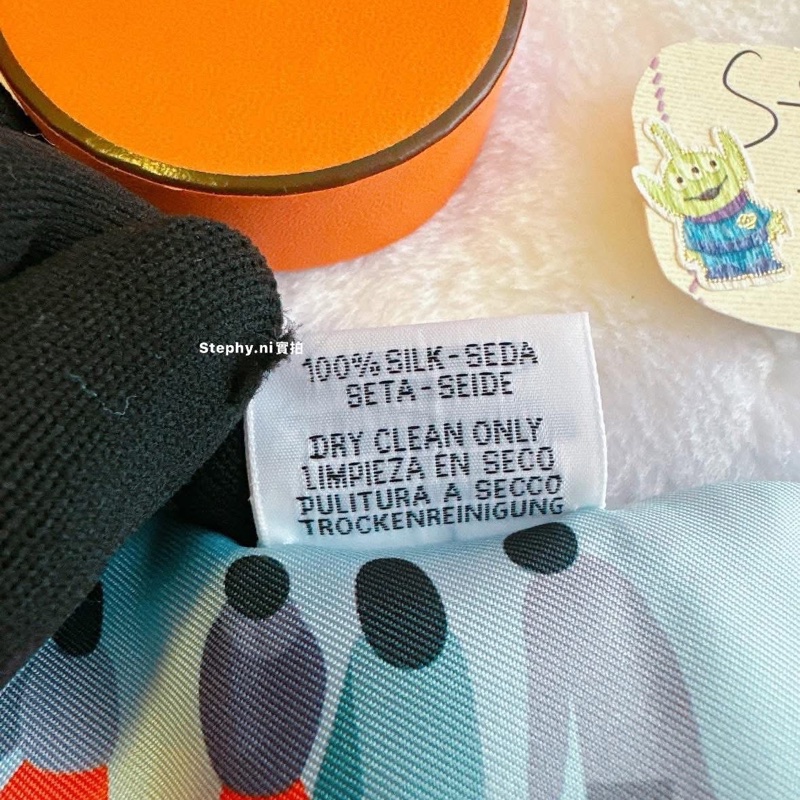 S-
Stephy.ni實拍
100% SILK-SEDA
SETA-SEIDE
DRY CLEAN ONLY
LIMPIEZA EN SECO
PULITURA A SECCO
TROCKENREINIGUNG